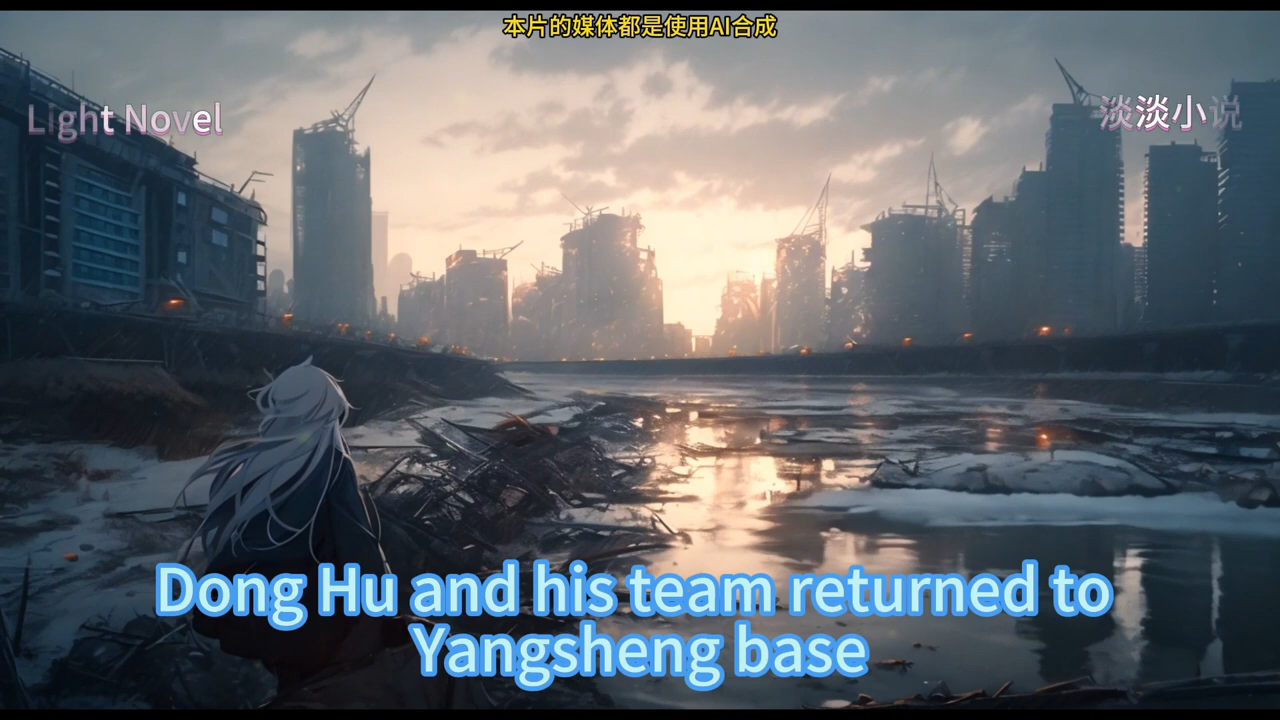 本片的媒体都是使用AI合成
Light Novel
淡淡小说
Dong Hu and his team returned to
Yangsheng base